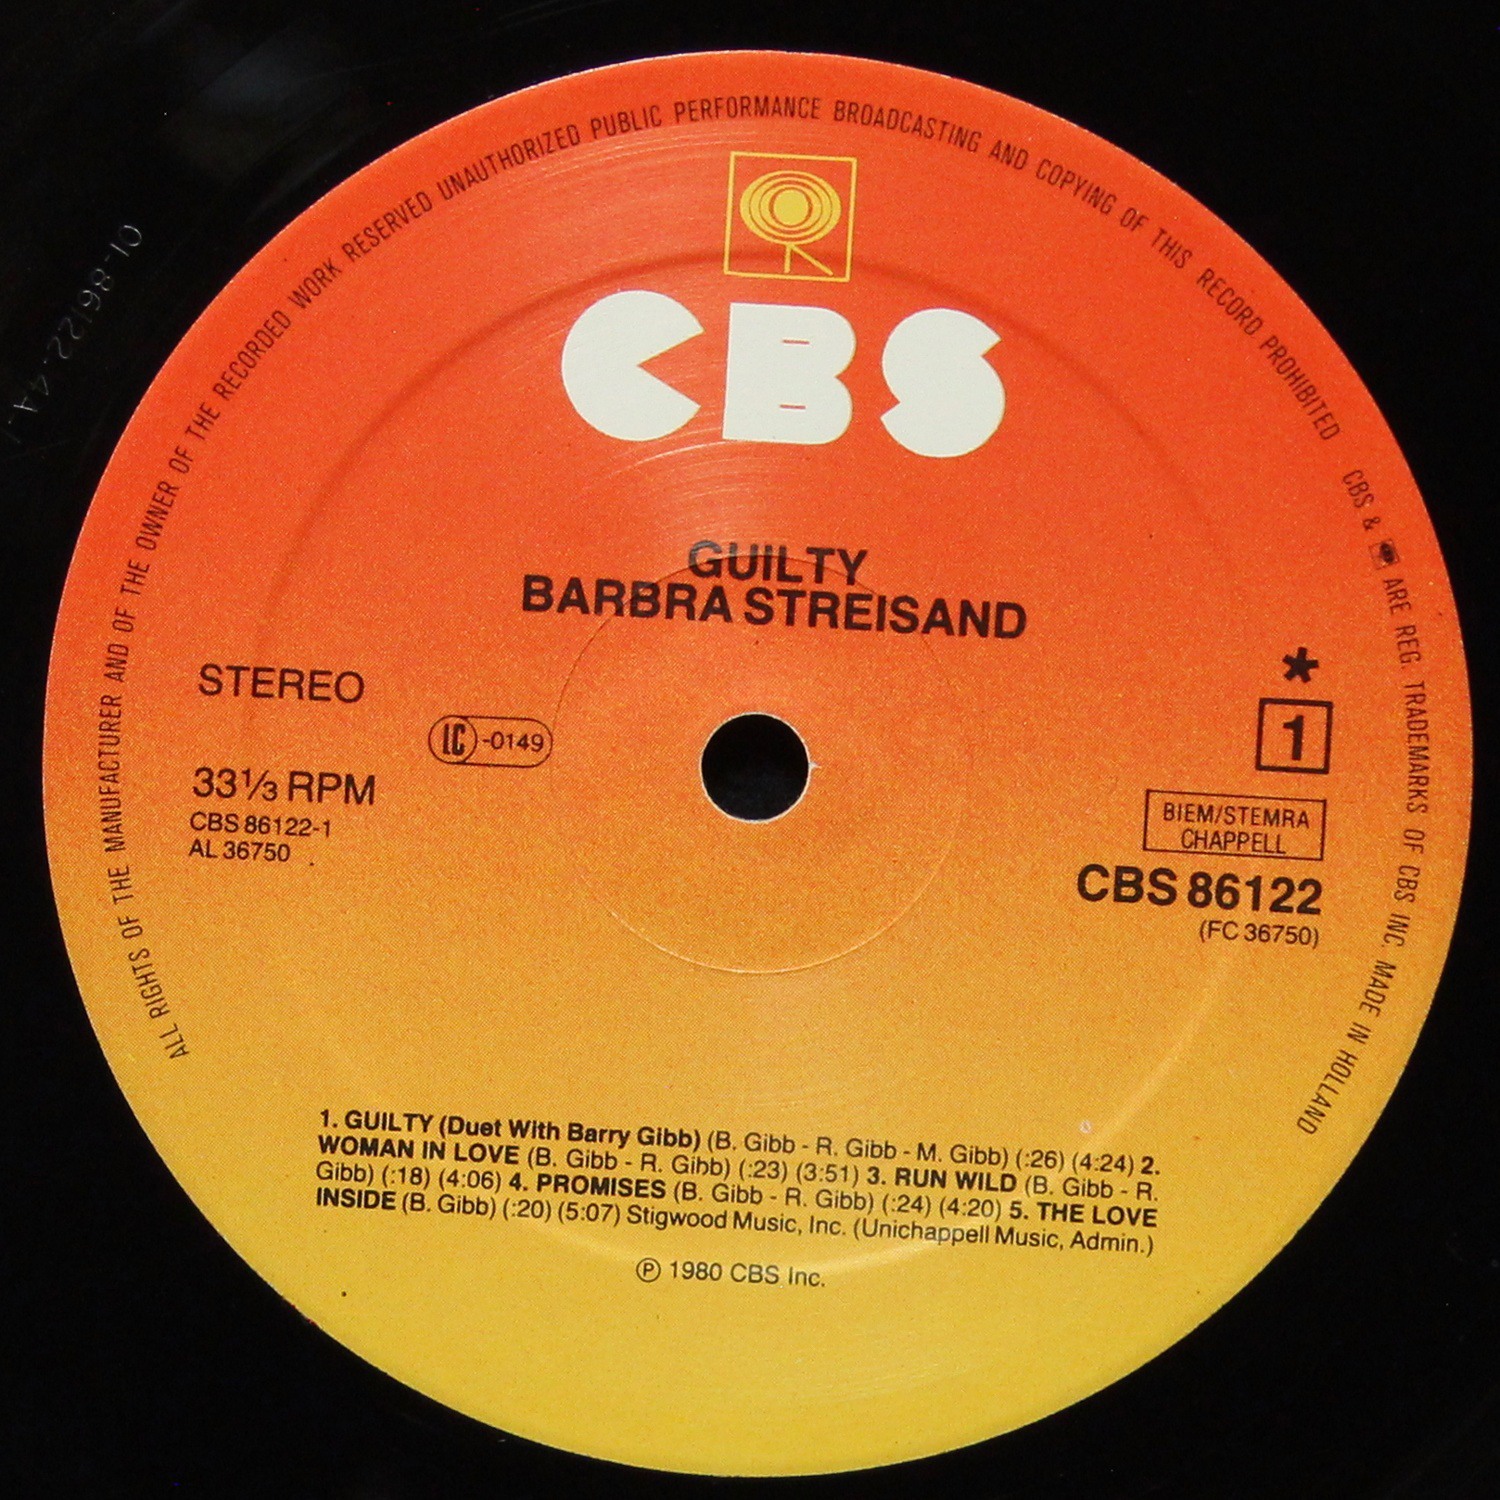 ALL RIGHTS OF THE MANUFACTURER AND OF THE OWNER OF THE RECORDED WORK RESERVED UNAUTHORIZED PUBLIC PERFORMANCE BROADCASTING AND COPYING OF THIS RECORD PROHIBITED CBS & ARE REG. TRADEMARKS OF CBS INC. MADE IN HOLLAND
CBS
GUILTY
BARBRA STREISAND
STEREO
LC-0149
33⅓ RPM
CBS 86122-1
AL 36750
*
1
BIEM/STEMRA
CHAPPELL
CBS 86122
(FC 36750)
1. GUILTY (Duet With Barry Gibb) (B. Gibb - R. Gibb - M. Gibb) (:26) (4:24) 2.
WOMAN IN LOVE (B. Gibb - R. Gibb) (:23) (3:51) 3. RUN WILD (B. Gibb - R.
Gibb) (:18) (4:06) 4. PROMISES (B. Gibb - R. Gibb) (:24) (4:20) 5. THE LOVE
INSIDE (B. Gibb) (:20) (5:07) Stigwood Music, Inc. (Unichappell Music, Admin.)
℗ 1980 CBS Inc.